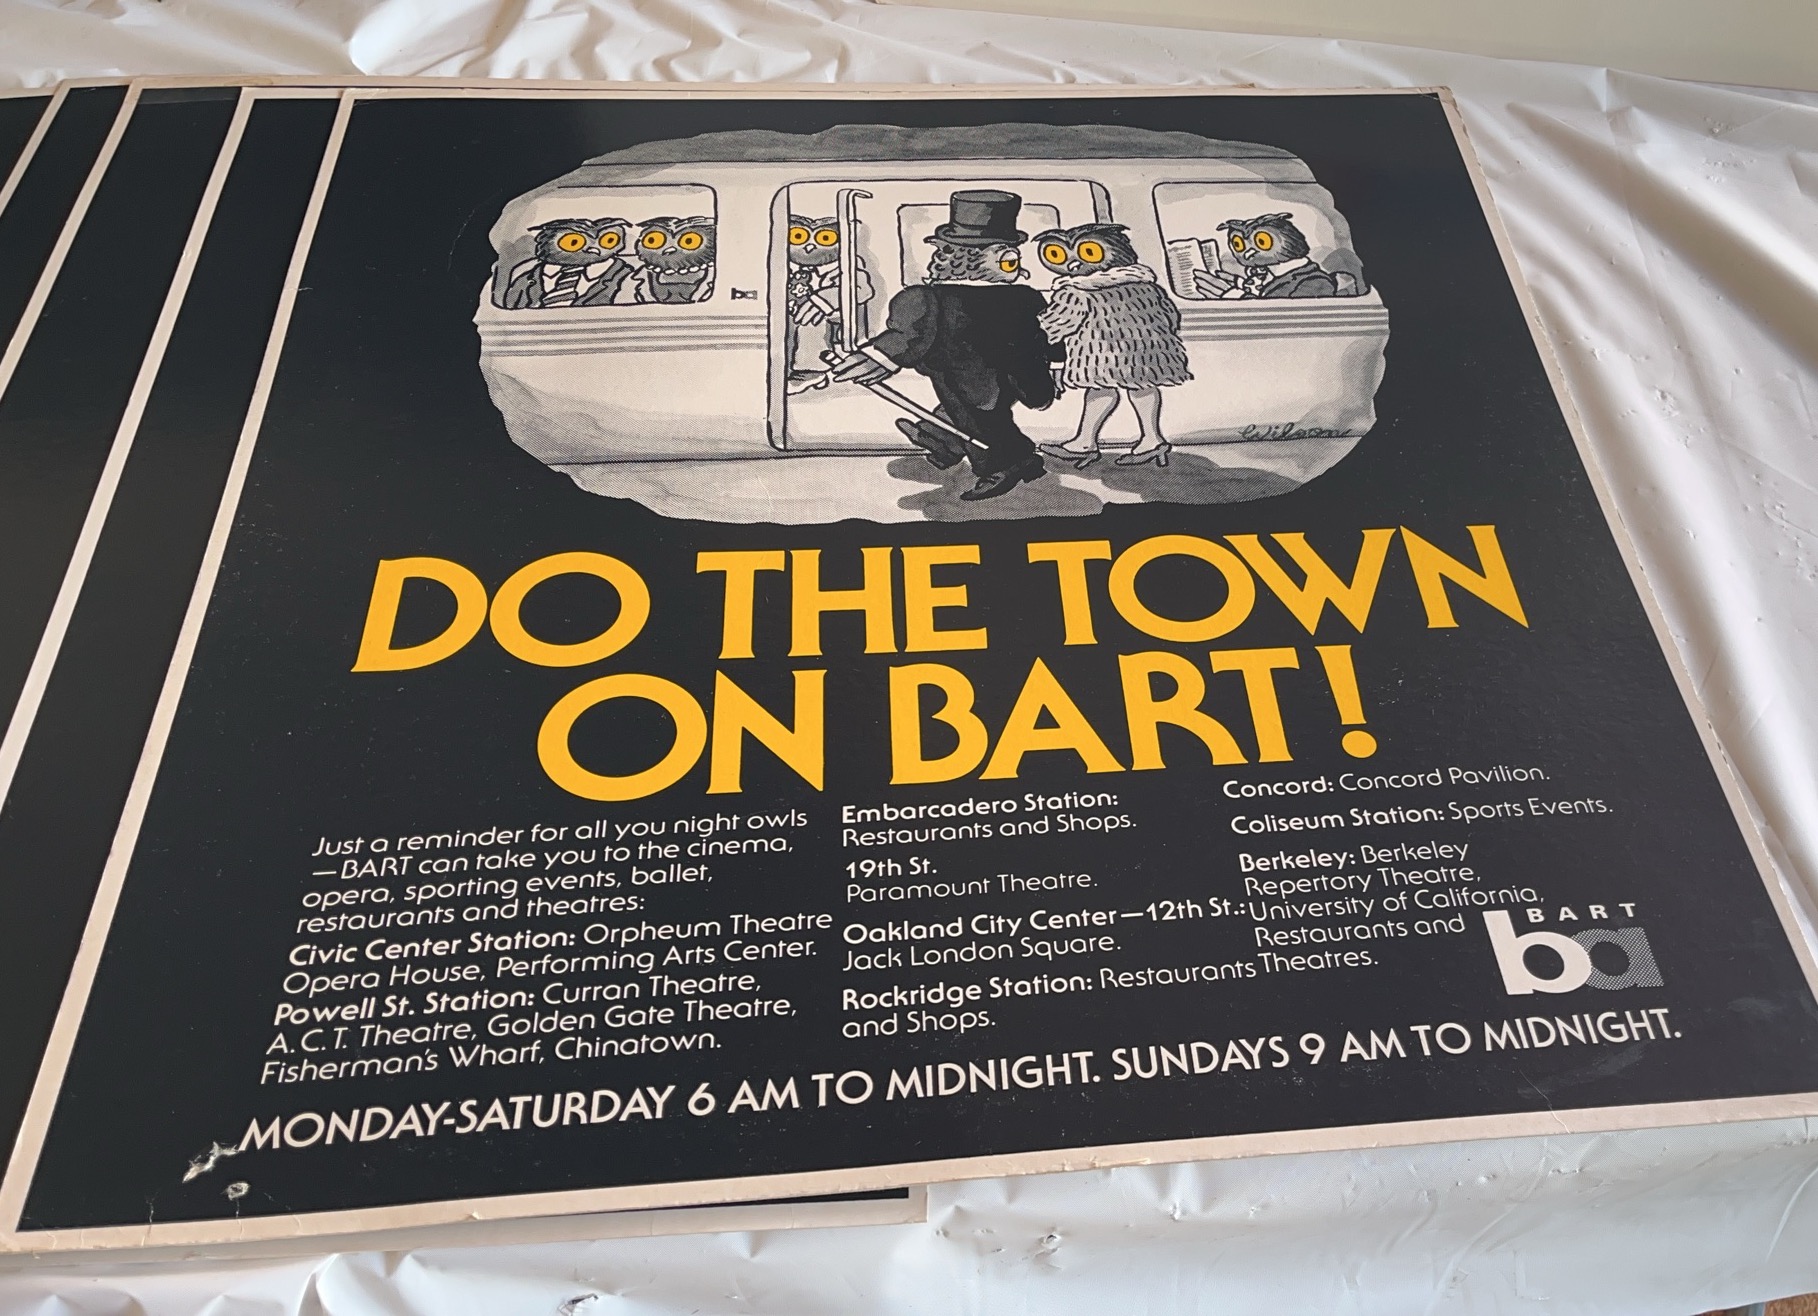 ba
Wilson
DO THE TOWN
ON BART!
Just a reminder for all you night owls
—BART can take you to the cinema,
opera, sporting events, ballet,
restaurants and theatres:
Civic Center Station: Orpheum Theatre
Opera House, Performing Arts Center.
Powell St. Station: Curran Theatre,
A.C.T. Theatre, Golden Gate Theatre,
Fisherman's Wharf, Chinatown.
Embarcadero Station:
Restaurants and Shops.
19th St.
Paramount Theatre.
Oakland City Center—12th St.:
Jack London Square.
Rockridge Station: Restaurants
and Shops.
Concord: Concord Pavilion.
Coliseum Station: Sports Events.
Berkeley: Berkeley
Repertory Theatre,
University of California,
Restaurants and
Theatres.
BART
ba
MONDAY-SATURDAY 6 AM TO MIDNIGHT. SUNDAYS 9 AM TO MIDNIGHT.